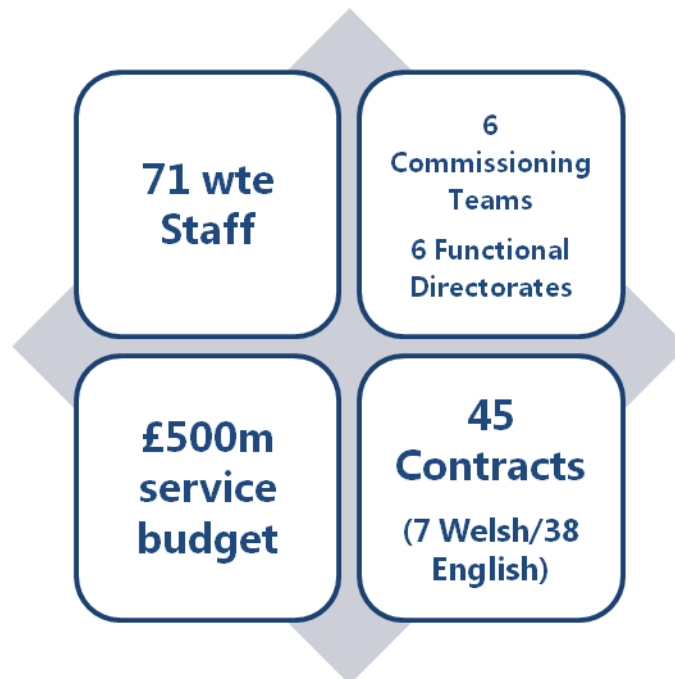 71 wte
Staff
6
Commissioning
Teams
6 Functional
Directorates
£500m
service
budget
45
Contracts
(7 Welsh/38
English)